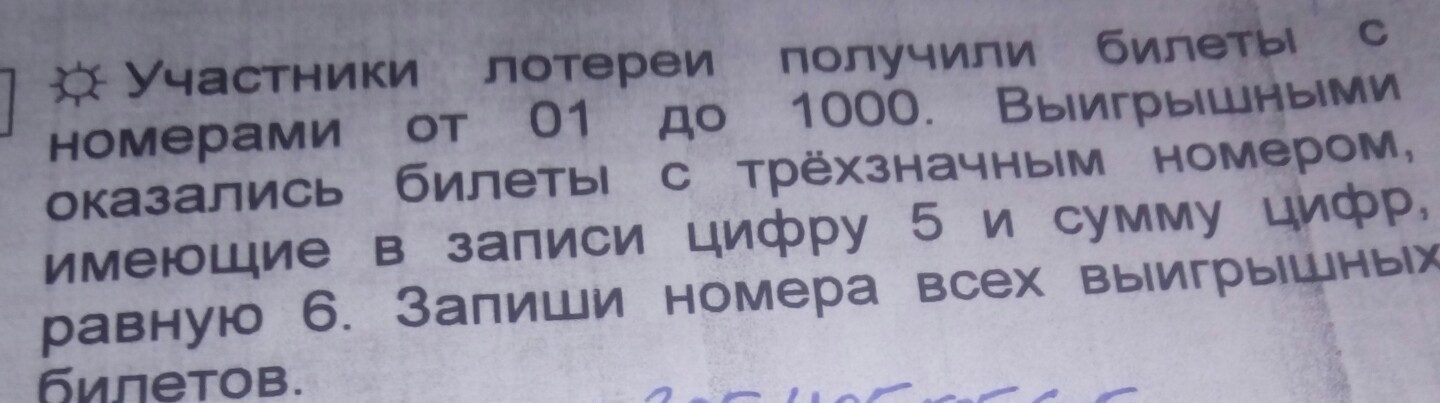 Участники лотереи получили билеты с
номерами от 01 до 1000. Выигрышными
оказались билеты с трёхзначным номером,
имеющие в записи цифру 5 и сумму цифр,
равную 6. Запиши номера всех выигрышных
билетов.